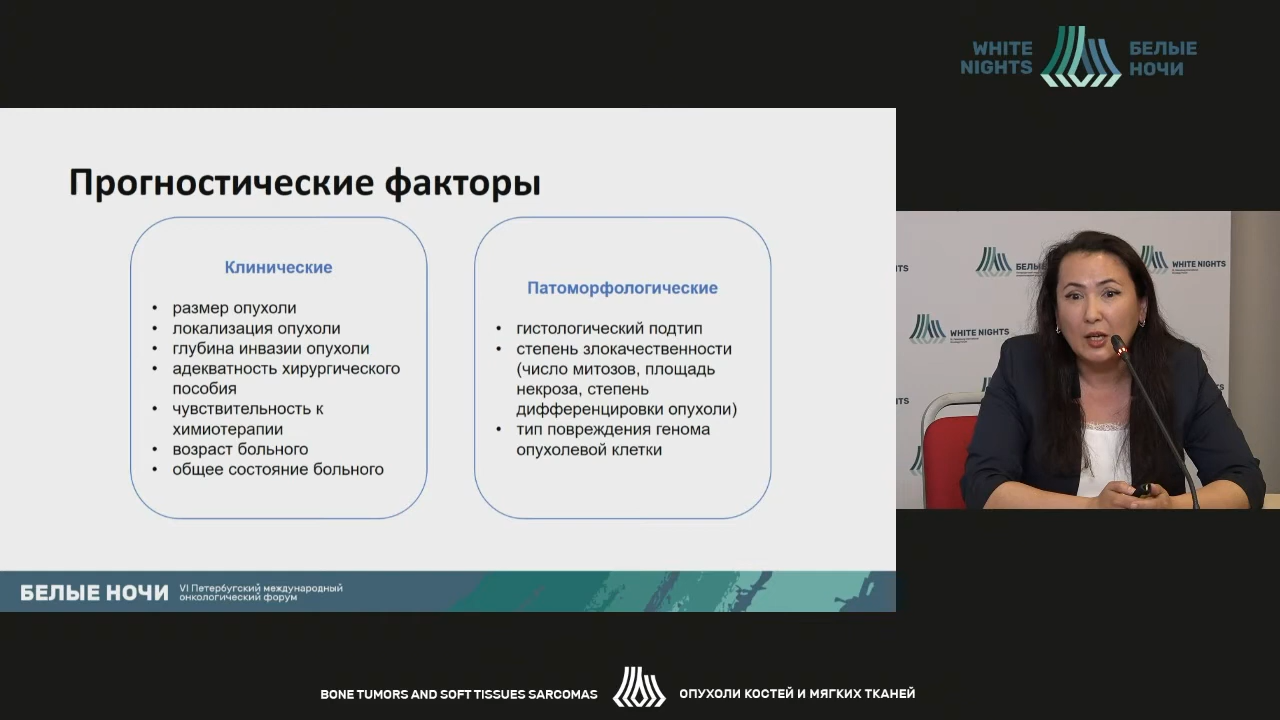 WHITE
NIGHTS
БЕЛЫЕ
НОЧИ
Прогностические факторы
Клинические
• размер опухоли
• локализация опухоли
• глубина инвазии опухоли
• адекватность хирургического
пособия
• чувствительность к
химиотерапии
• возраст больного
• общее состояние больного
Патоморфологические
• гистологический подтип
• степень злокачественности
(число митозов, площадь
некроза, степень
дифференцировки опухоли)
• тип повреждения генома
опухолевой клетки
БЕЛЫЕ НОЧИ
VI Петербугский международный
онкологический форум
WHITE NIGHTS
WHITE NIGHTS
BONE TUMORS AND SOFT TISSUES SARCOMAS
ОПУХОЛИ КОСТЕЙ И МЯГКИХ ТКАНЕЙ